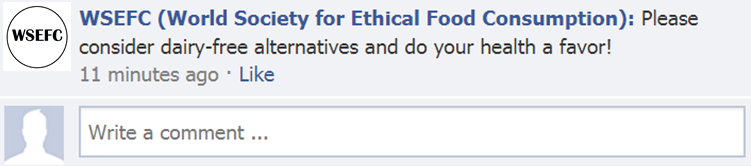 WSEFC
WSEFC (World Society for Ethical Food Consumption): Please
consider dairy-free alternatives and do your health a favor!
11 minutes ago · Like
Write a comment ...